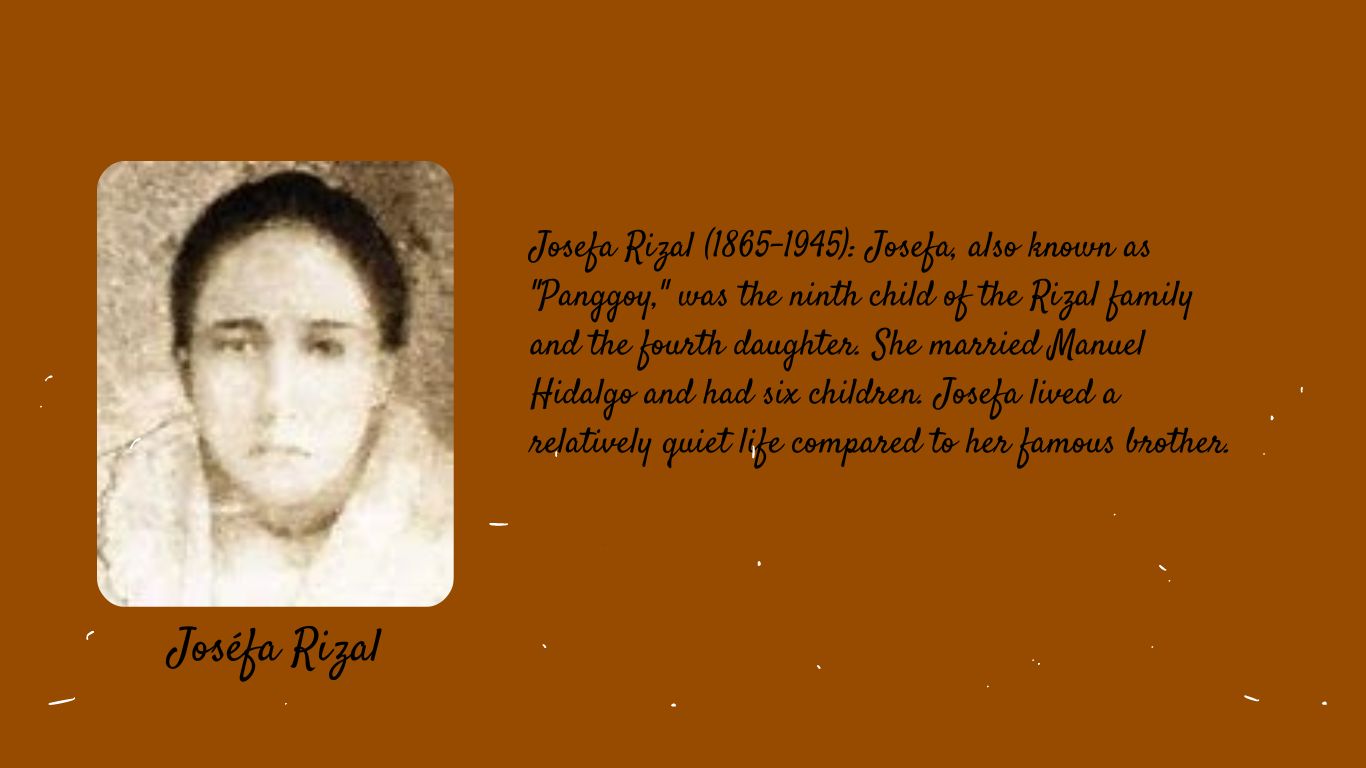 Josefa Rizal (1865-1945): Josefa, also known as
"Panggoy," was the ninth child of the Rizal family
and the fourth daughter. She married Manuel
Hidalgo and had six children. Josefa lived a
relatively quiet life compared to her famous brother.
Joséfa Rizal